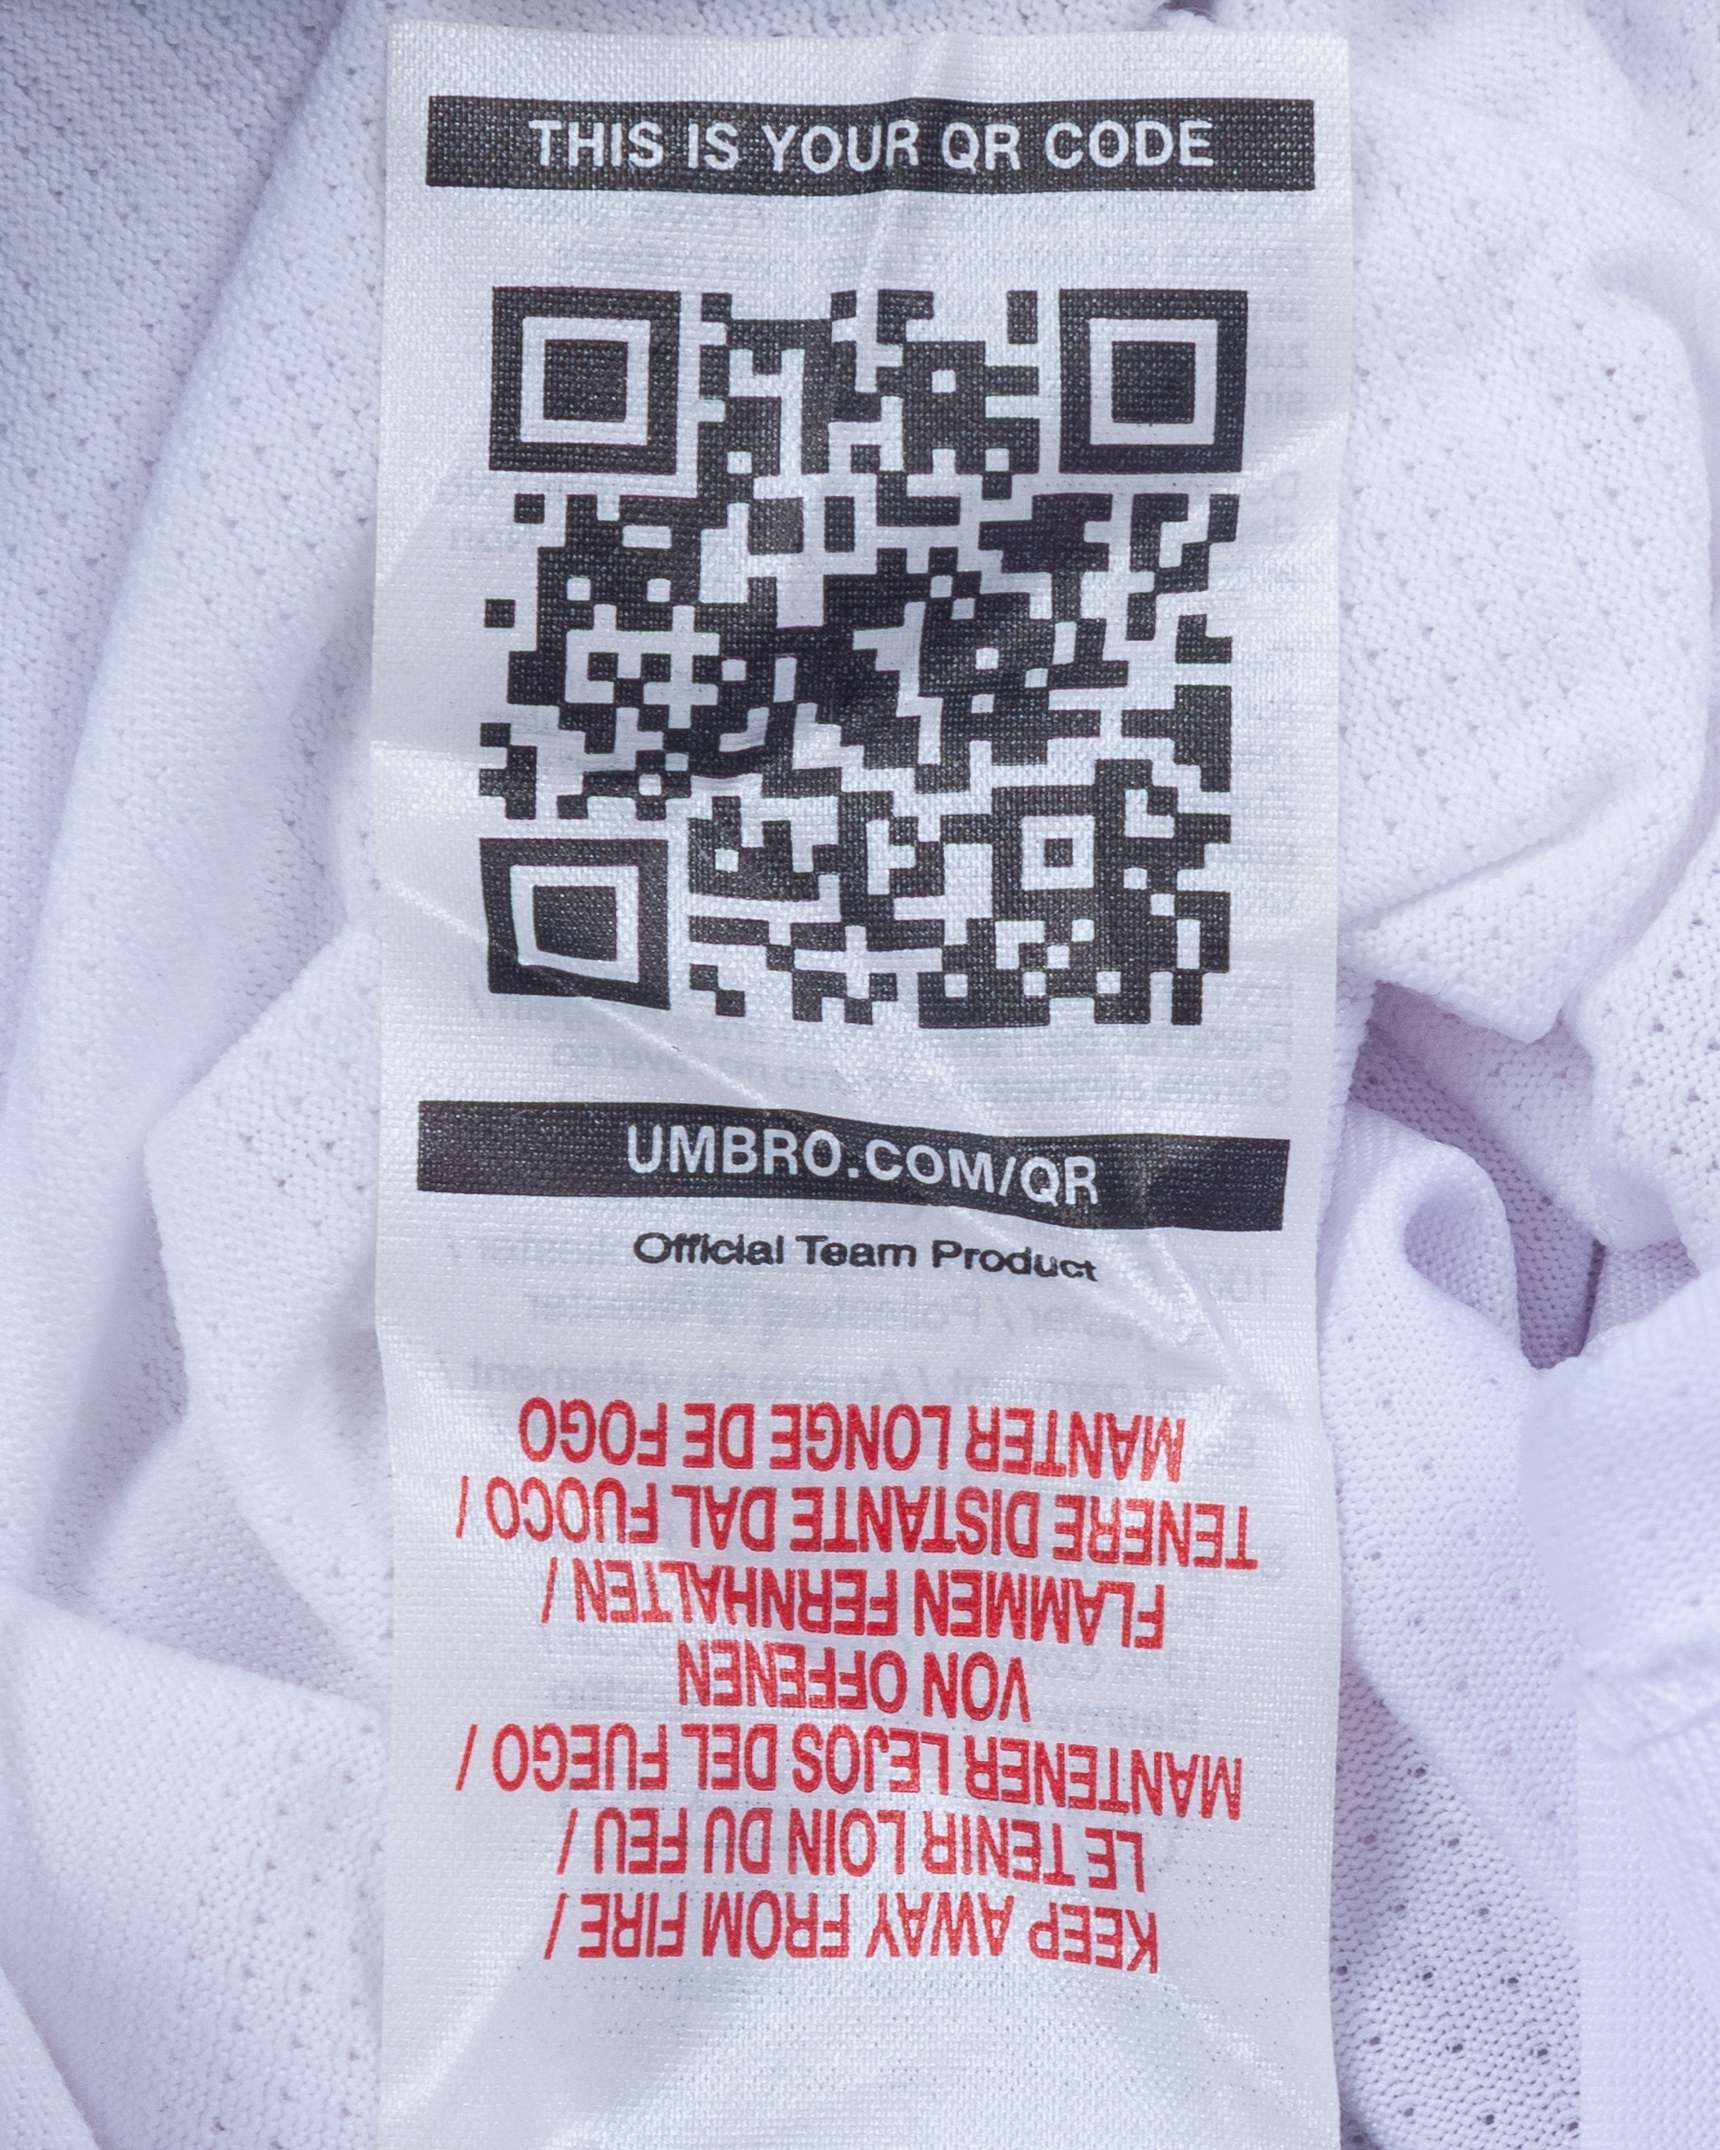 THIS IS YOUR QR CODE
UMBRO.COM/QR
Official Team Product
KEEP AWAY FROM FIRE /
LE TENIR LOIN DU FEU /
MANTENER LEJOS DEL FUEGO /
VON OFFENEN
FLAMMEN FERNHALTEN /
TENERE DISTANTE DAL FUOCO /
MANTER LONGE DE FOGO